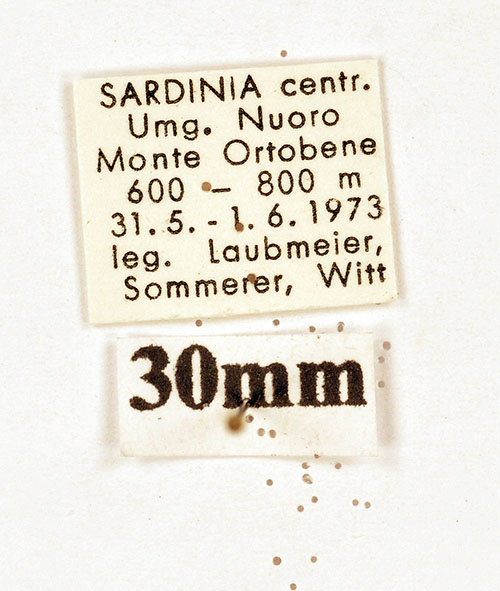 SARDINIA centr.
Umg. Nuoro
Monte Ortobene
600 – 800 m
31. 5. - 1. 6. 1973
leg. Laubmeier,
Sommerer, Witt
30mm